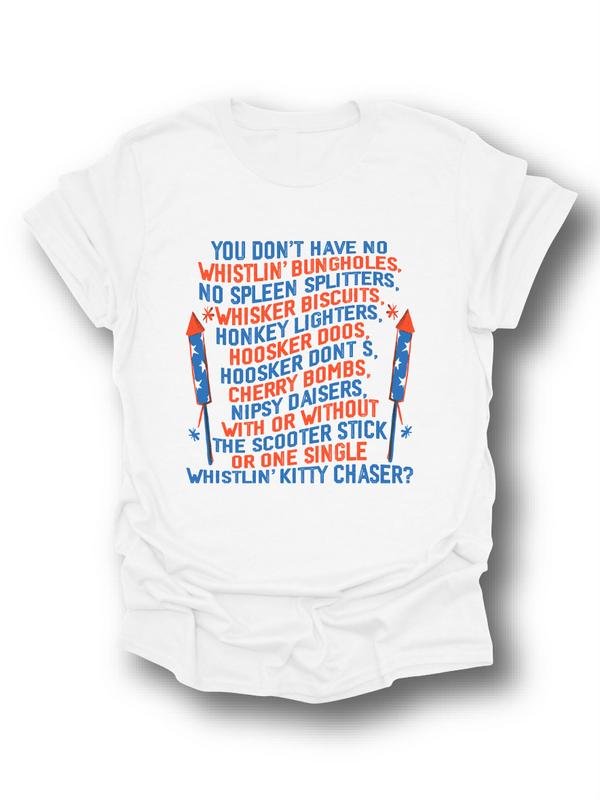 YOU DON'T HAVE NO
WHISTLIN' BUNGHOLES,
NO SPLEEN SPLITTERS,
WHISKER BISCUITS,
HONKEY LIGHTERS,
HOOSKER DOOS,
HOOSKER DONT S,
CHERRY BOMBS,
NIPSY DAISERS,
WITH OR WITHOUT
THE SCOOTER STICK
OR ONE SINGLE
WHISTLIN' KITTY CHASER?